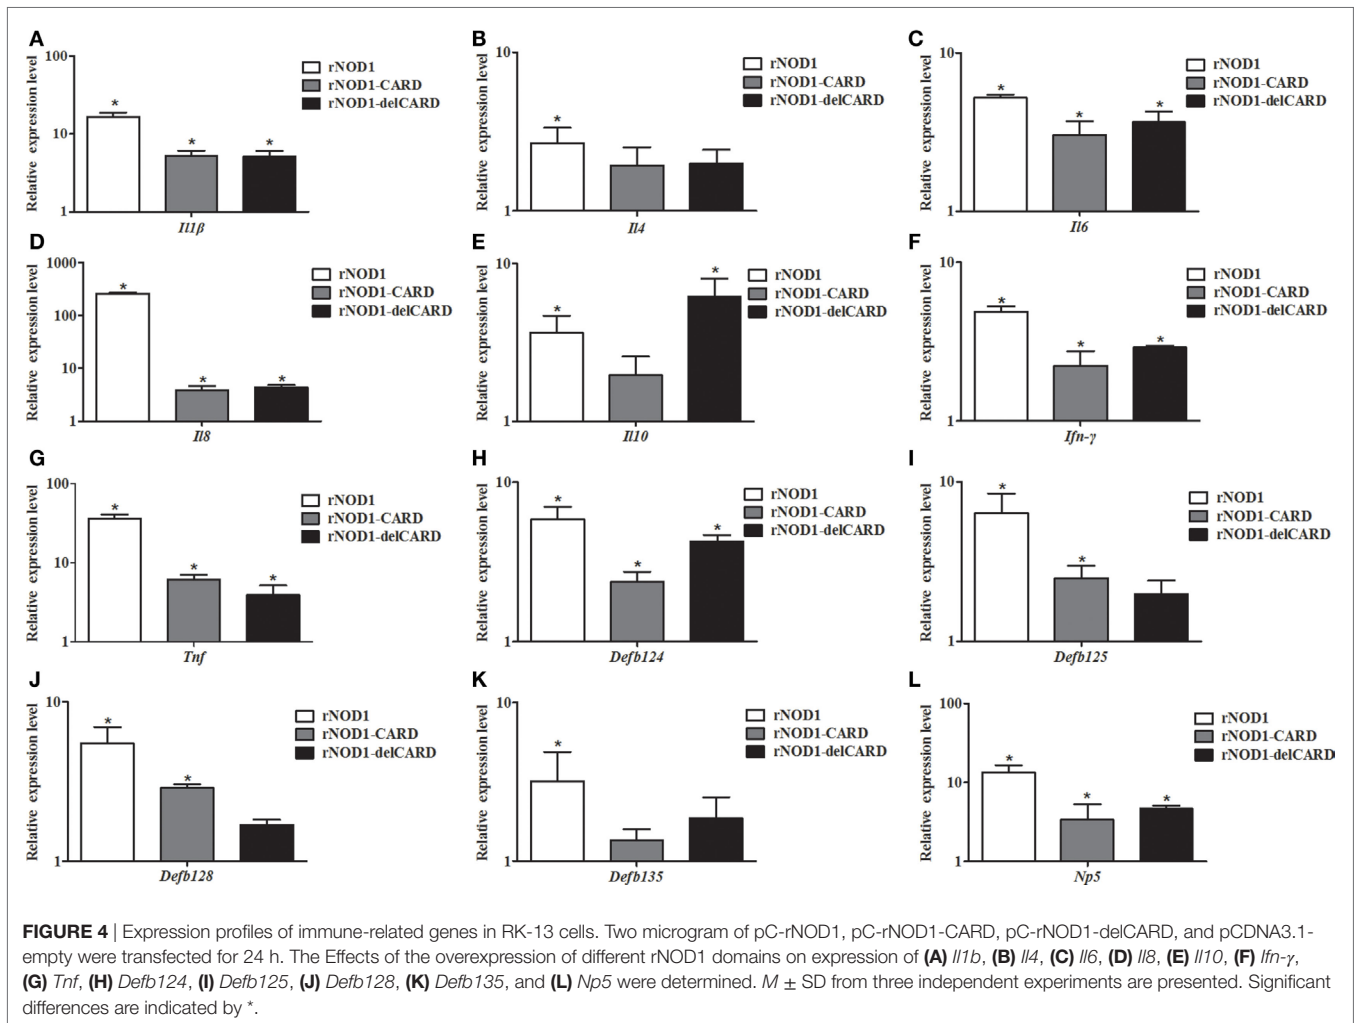 A
Relative expression level
100
10
1
*
*
*
Il1β
rNOD1
rNOD1-CARD
rNOD1-delCARD
B
Relative expression level
10
1
*
Il4
rNOD1
rNOD1-CARD
rNOD1-delCARD
C
Relative expression level
10
1
*
*
*
Il6
rNOD1
rNOD1-CARD
rNOD1-delCARD
D
Relative expression level
1000
100
10
1
*
*
*
Il8
rNOD1
rNOD1-CARD
rNOD1-delCARD
E
Relative expression level
10
1
*
*
Il10
rNOD1
rNOD1-CARD
rNOD1-delCARD
F
Relative expression level
10
1
*
*
*
Ifn-γ
rNOD1
rNOD1-CARD
rNOD1-delCARD
G
Relative expression level
100
10
1
*
*
*
Tnf
rNOD1
rNOD1-CARD
rNOD1-delCARD
H
Relative expression level
10
1
*
*
*
Defb124
rNOD1
rNOD1-CARD
rNOD1-delCARD
I
Relative expression level
10
1
*
*
Defb125
rNOD1
rNOD1-CARD
rNOD1-delCARD
J
Relative expression level
10
1
*
*
Defb128
rNOD1
rNOD1-CARD
rNOD1-delCARD
K
Relative expression level
10
1
*
Defb135
rNOD1
rNOD1-CARD
rNOD1-delCARD
L
Relative expression level
100
10
1
*
*
*
Np5
rNOD1
rNOD1-CARD
rNOD1-delCARD
FIGURE 4 | Expression profiles of immune-related genes in RK-13 cells. Two microgram of pC-rNOD1, pC-rNOD1-CARD, pC-rNOD1-delCARD, and pCDNA3.1-
empty were transfected for 24 h. The Effects of the overexpression of different rNOD1 domains on expression of (A) Il1b, (B) Il4, (C) Il6, (D) Il8, (E) Il10, (F) Ifn-γ,
(G) Tnf, (H) Defb124, (I) Defb125, (J) Defb128, (K) Defb135, and (L) Np5 were determined. M ± SD from three independent experiments are presented. Significant
differences are indicated by *.